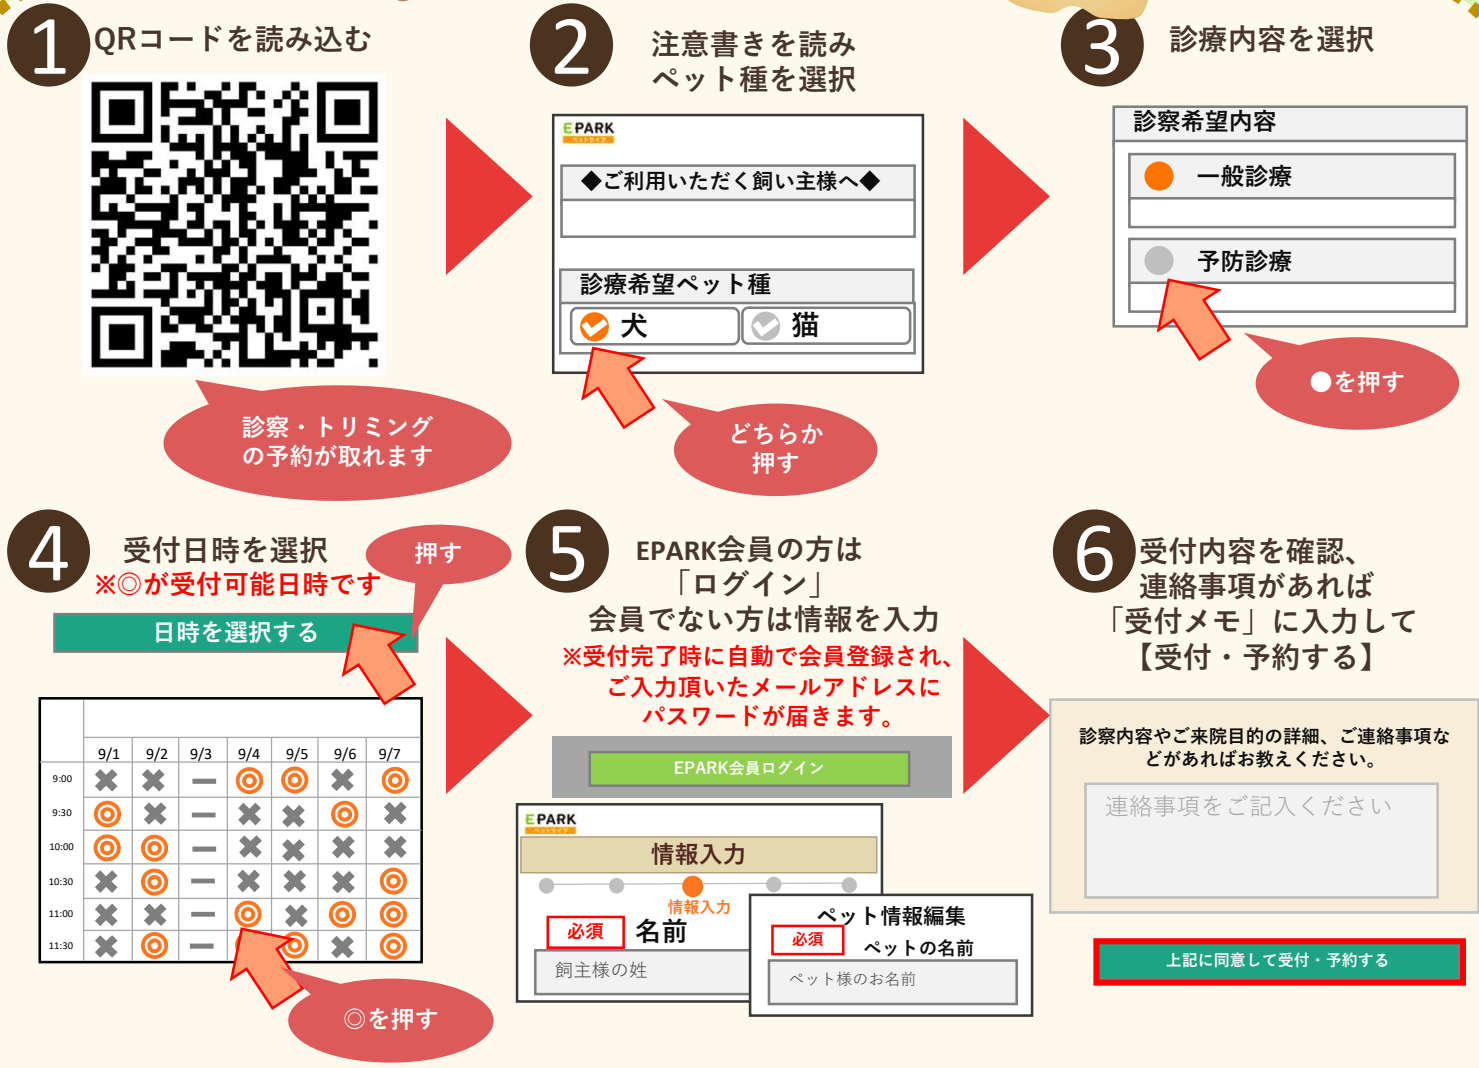 1
QRコードを読み込む
診察・トリミング
の予約が取れます
2
注意書きを読み
ペット種を選択
EPARK
ペットライフ
◆ご利用いただく飼い主様へ◆
診療希望ペット種
犬
猫
どちらか
押す
3
診療内容を選択
診察希望内容
一般診療
予防診療
●を押す
4
受付日時を選択
※◎が受付可能日時です
押す
日時を選択する
9/1 9/2 9/3 9/4 9/5 9/6 9/7
9:00 ✖ ✖ ー ◎ ◎ ✖ ◎
9:30 ◎ ✖ ー ✖ ✖ ◎ ✖
10:00 ◎ ◎ ー ✖ ✖ ✖ ✖
10:30 ✖ ◎ ー ✖ ✖ ✖ ◎
11:00 ✖ ✖ ー ◎ ✖ ◎ ◎
11:30 ✖ ◎ ー ◎ ◎ ✖ ◎
◎を押す
5
EPARK会員の方は
「ログイン」
会員でない方は情報を入力
※受付完了時に自動で会員登録され、
ご入力頂いたメールアドレスに
パスワードが届きます。
EPARK会員ログイン
EPARK
ペットライフ
情報入力
情報入力
必須 名前
飼主様の姓
ペット情報編集
必須 ペットの名前
ペット様のお名前
6
受付内容を確認、
連絡事項があれば
「受付メモ」に入力して
【受付・予約する】
診察内容やご来院目的の詳細、ご連絡事項な
どがあればお教えください。
連絡事項をご記入ください
上記に同意して受付・予約する